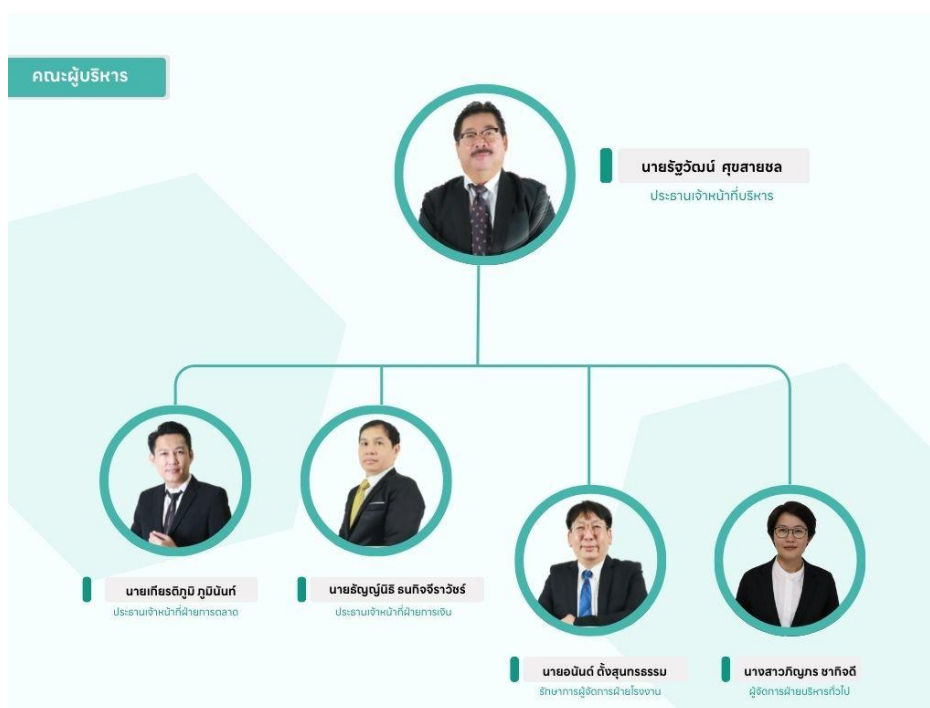 คณะผู้บริหาร
นายรัฐวัฒน์ ศุขสายชล
ประธานเจ้าหน้าที่บริหาร
นายเกียรติภูมิ ภูมินันท์
ประธานเจ้าหน้าที่ฝ่ายการตลาด
นายธัญญ์นิธิ ธนกิจจีราวัชร์
ประธานเจ้าหน้าที่ฝ่ายการเงิน
นายอนันต์ ตั้งสุนทรธรรม
รักษาการผู้จัดการฝ่ายโรงงาน
นางสาวภิญภร ชาทิจดี
ผู้จัดการฝ่ายบริหารทั่วไป